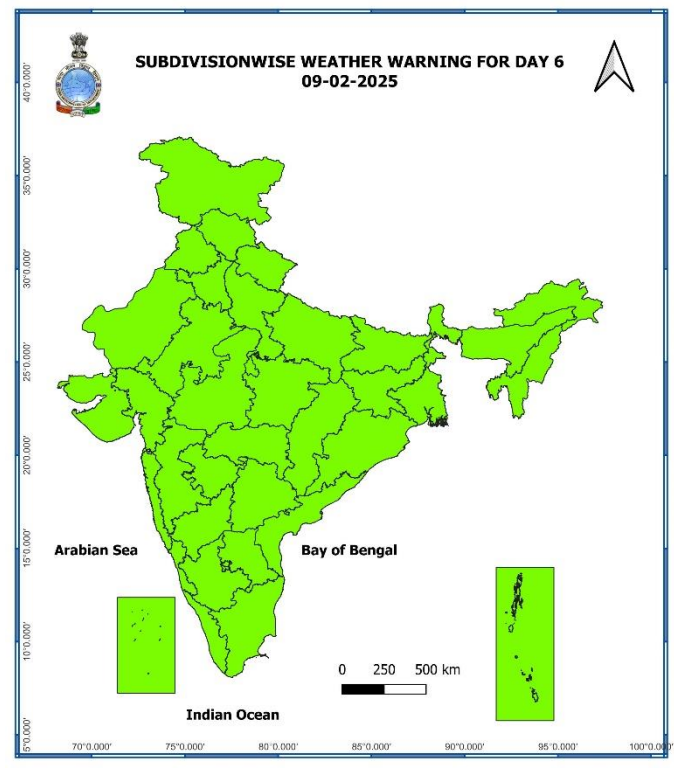 SUBDIVISIONWISE WEATHER WARNING FOR DAY 6
09-02-2025
40°0.000'
35°0.000'
30°0.000'
25°0.000'
20°0.000'
15°0.000'
10°0.000'
5°0.000'
Arabian Sea
Bay of Bengal
0 250 500 km
Indian Ocean
70°0.000' 75°0.000' 80°0.000' 85°0.000' 90°0.000' 95°0.000' 100°0.000'